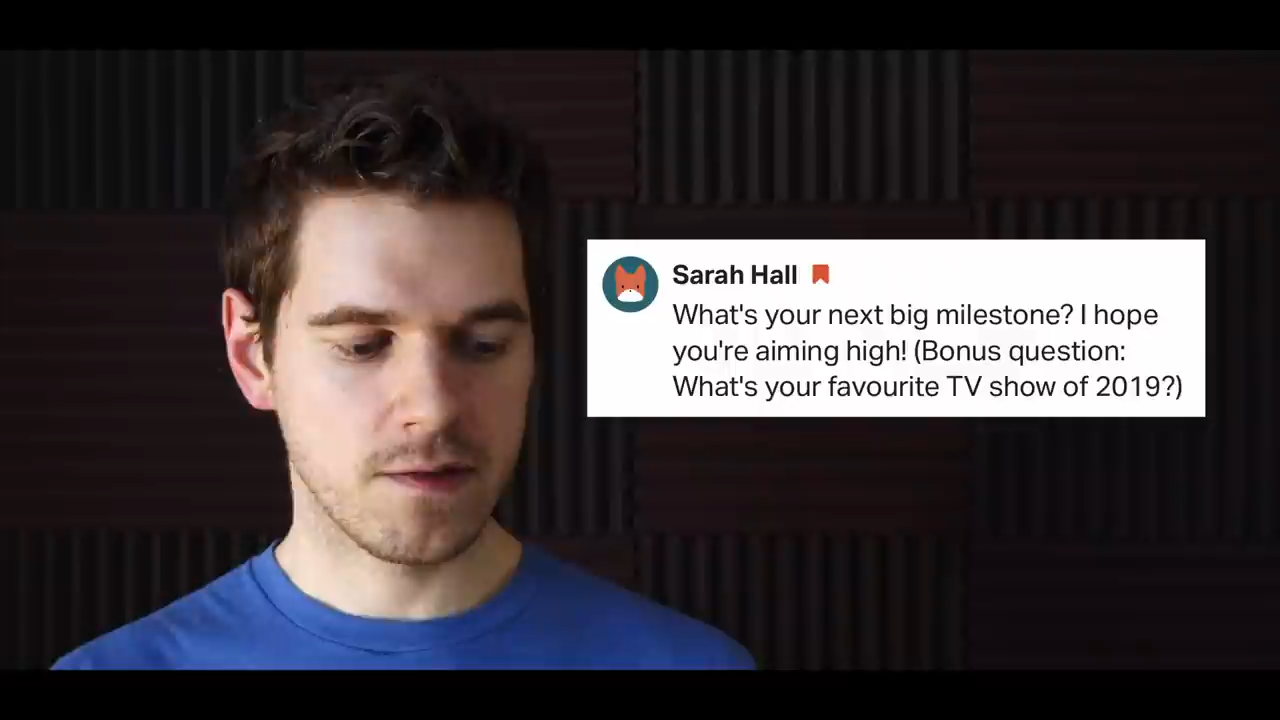 Sarah Hall
What's your next big milestone? I hope
you're aiming high! (Bonus question:
What's your favourite TV show of 2019?)